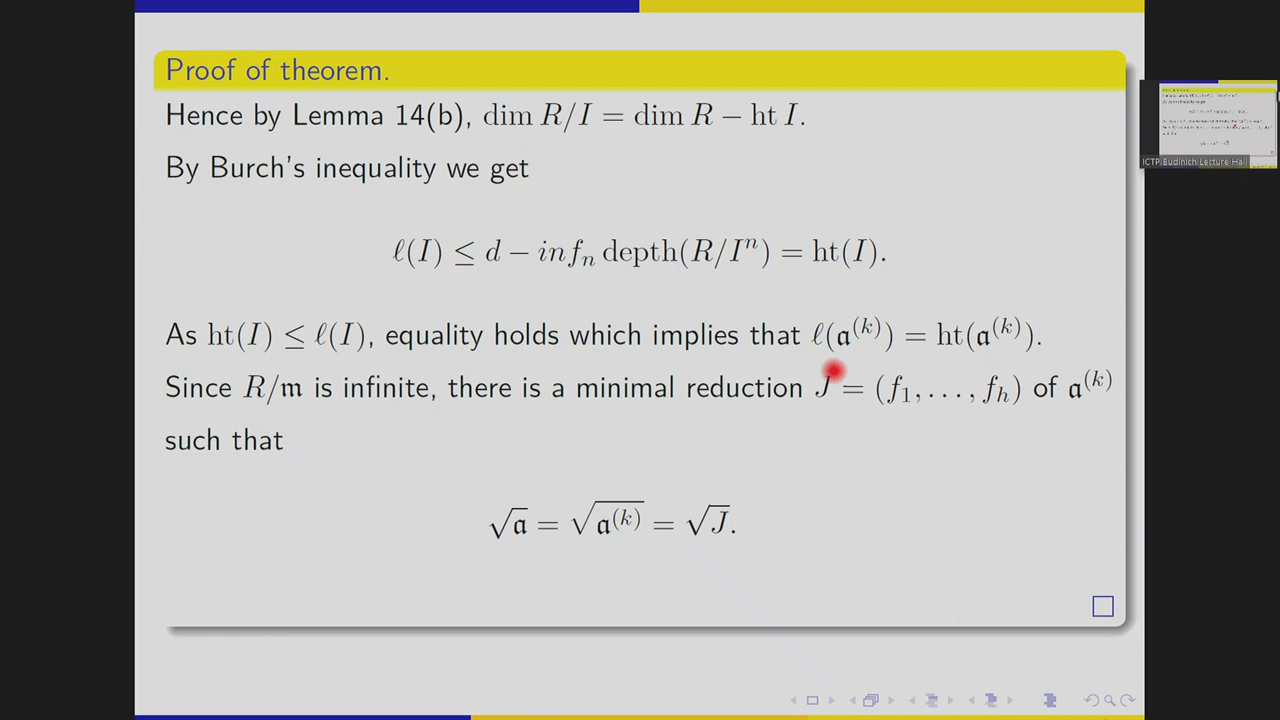 Proof of theorem.
Hence by Lemma 14(b), dim R/I = dim R − ht I.
By Burch's inequality we get
ℓ(I) ≤ d − inf_n depth(R/I^n) = ht(I).
As ht(I) ≤ ℓ(I), equality holds which implies that ℓ(𝔞^(k)) = ht(𝔞^(k)).
Since R/𝔪 is infinite, there is a minimal reduction J = (f_1, . . . , f_h) of 𝔞^(k)
such that
√𝔞 = √𝔞^(k) = √J.
ICTP Budinich Lecture Hall